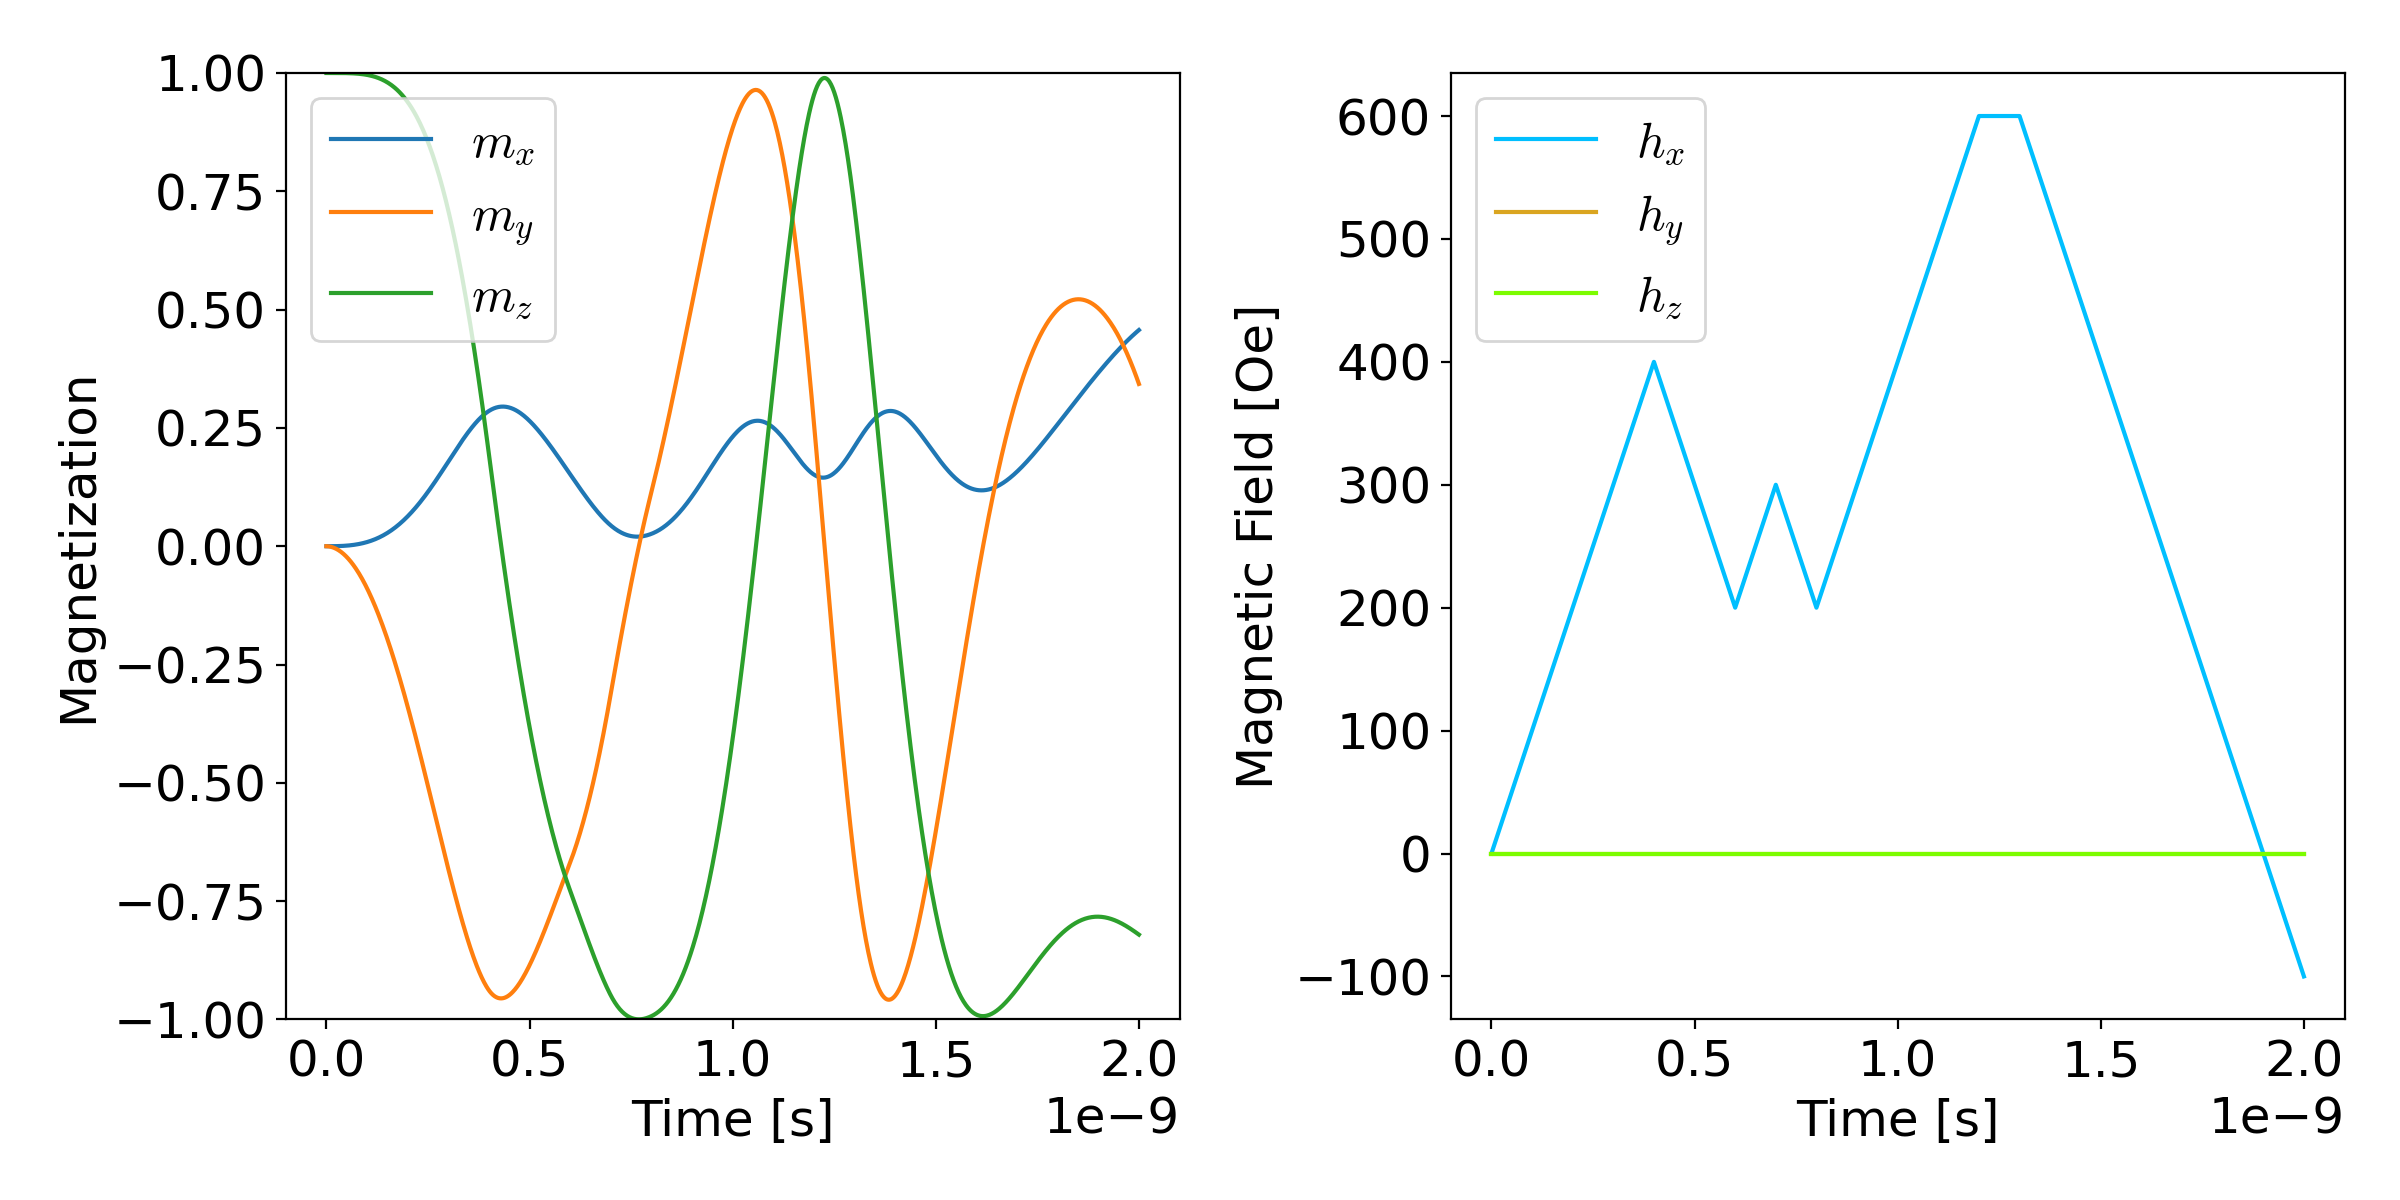 1.00
0.75
0.50
0.25
0.00
−0.25
−0.50
−0.75
−1.00
Magnetization
m_x
m_y
m_z
0.0 0.5 1.0 1.5 2.0
Time [s]
1e−9
600
500
400
300
200
100
0
−100
Magnetic Field [Oe]
h_x
h_y
h_z
0.0 0.5 1.0 1.5 2.0
Time [s]
1e−9